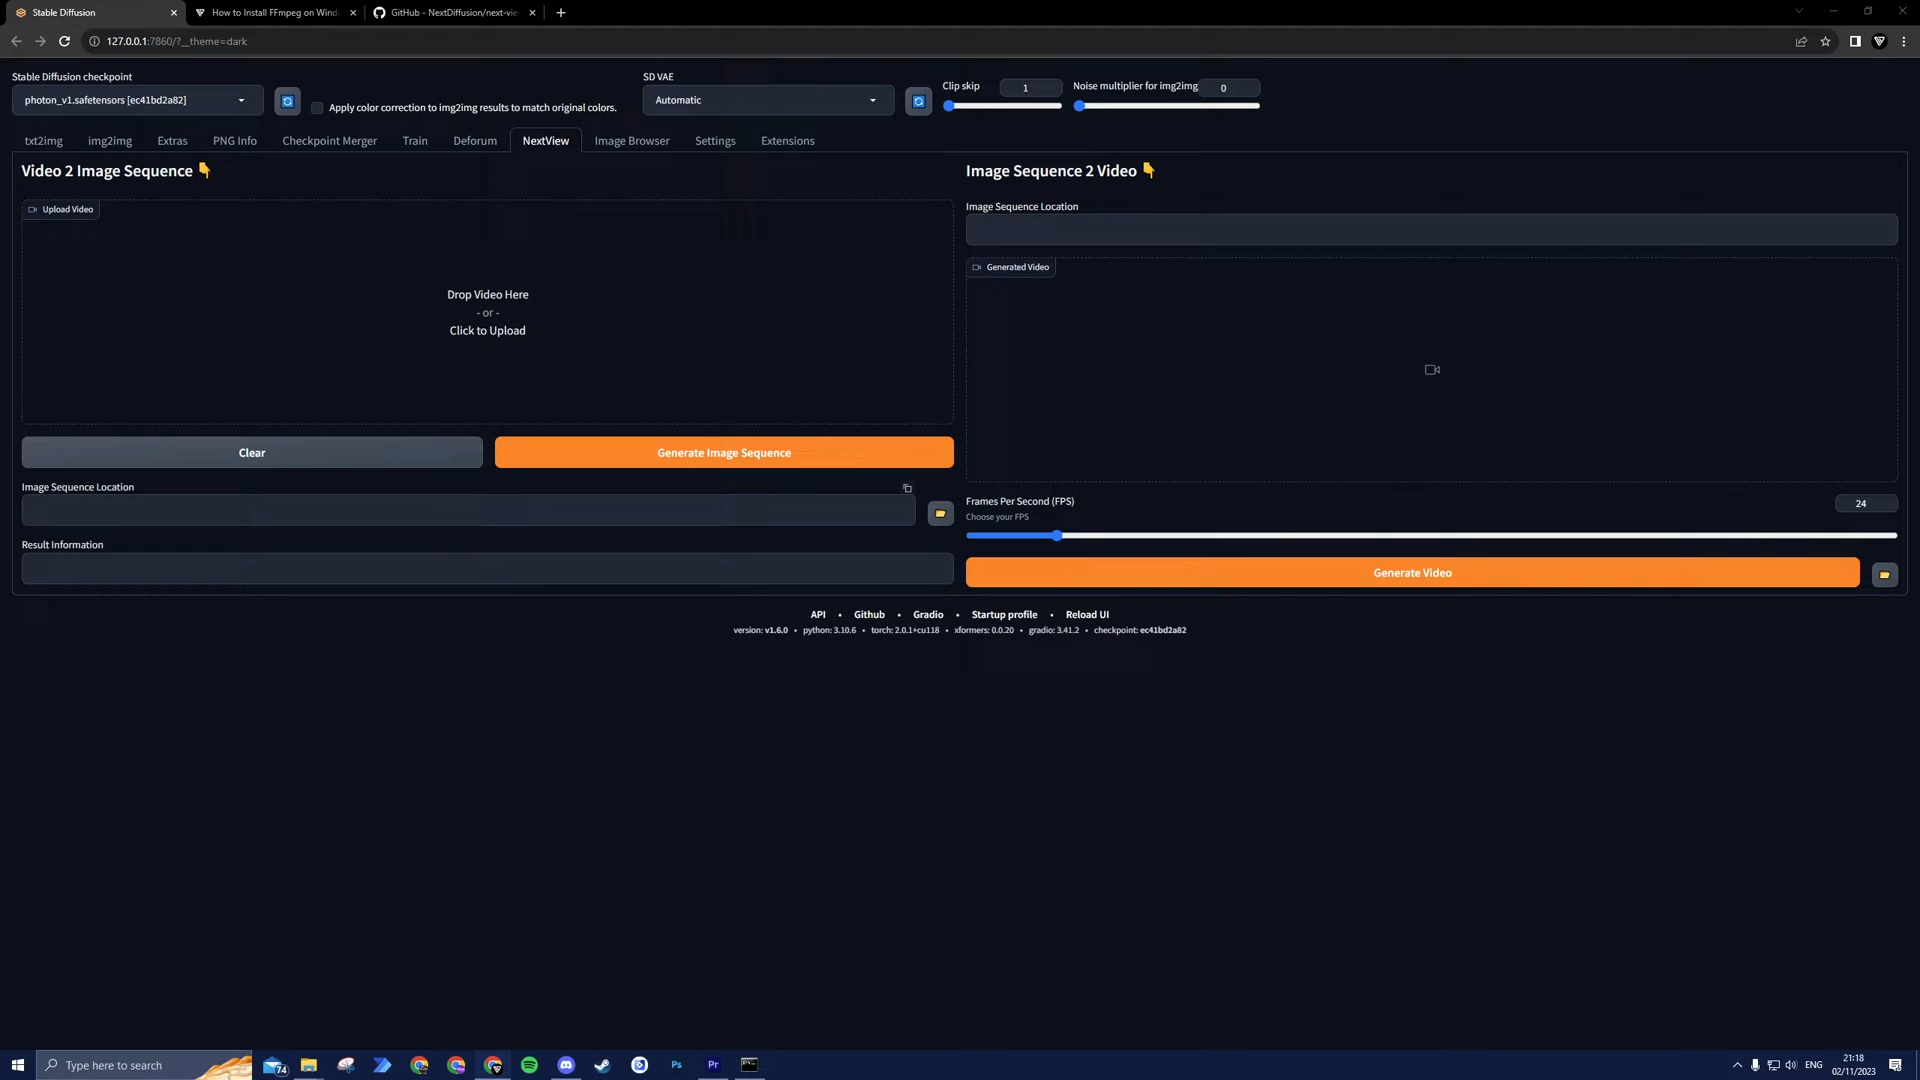 Stable Diffusion
How to Install FFmpeg on Wind
GitHub - NextDiffusion/next-vie
127.0.0.1:7860/?__theme=dark
Stable Diffusion checkpoint
photon_v1.safetensors [ec41bd2a82]
Apply color correction to img2img results to match original colors.
SD VAE
Automatic
Clip skip
1
Noise multiplier for img2img
0
txt2img
img2img
Extras
PNG Info
Checkpoint Merger
Train
Deforum
NextView
Image Browser
Settings
Extensions
Video 2 Image Sequence 👇
Upload Video
Drop Video Here
- or -
Click to Upload
Clear
Generate Image Sequence
Image Sequence Location
Result Information
Image Sequence 2 Video 👇
Image Sequence Location
Generated Video
Frames Per Second (FPS)
24
Choose your FPS
Generate Video
API • Github • Gradio • Startup profile • Reload UI
version: v1.6.0 • python: 3.10.6 • torch: 2.0.1+cu118 • xformers: 0.0.20 • gradio: 3.41.2 • checkpoint: ec41bd2a82
Type here to search
74
Ps
Pr
ENG
21:18
02/11/2023